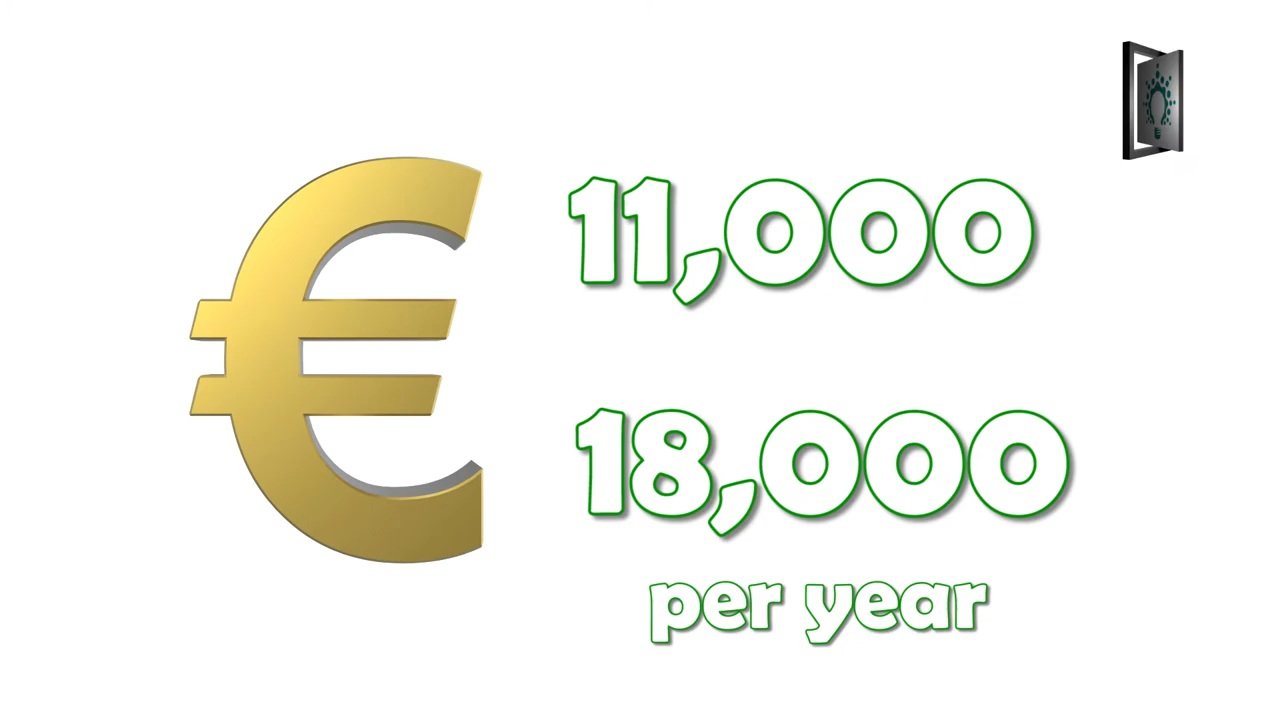 €
11,000
18,000
per year